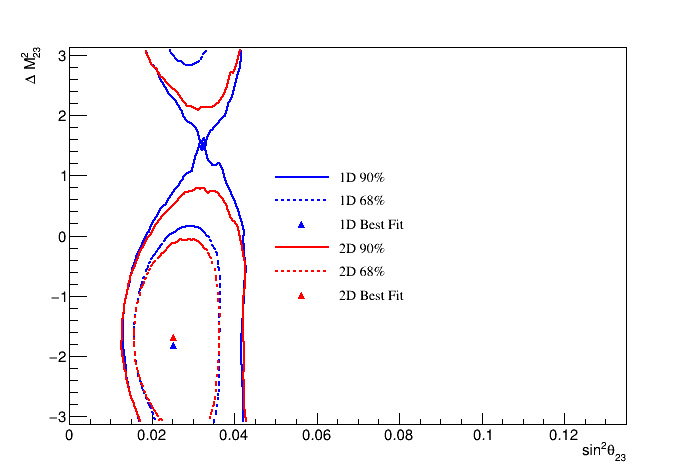 Δ M²₂₃
3
2
1
0
−1
−2
−3
1D 90%
1D 68%
1D Best Fit
2D 90%
2D 68%
2D Best Fit
0 0.02 0.04 0.06 0.08 0.1 0.12
sin²θ₂₃